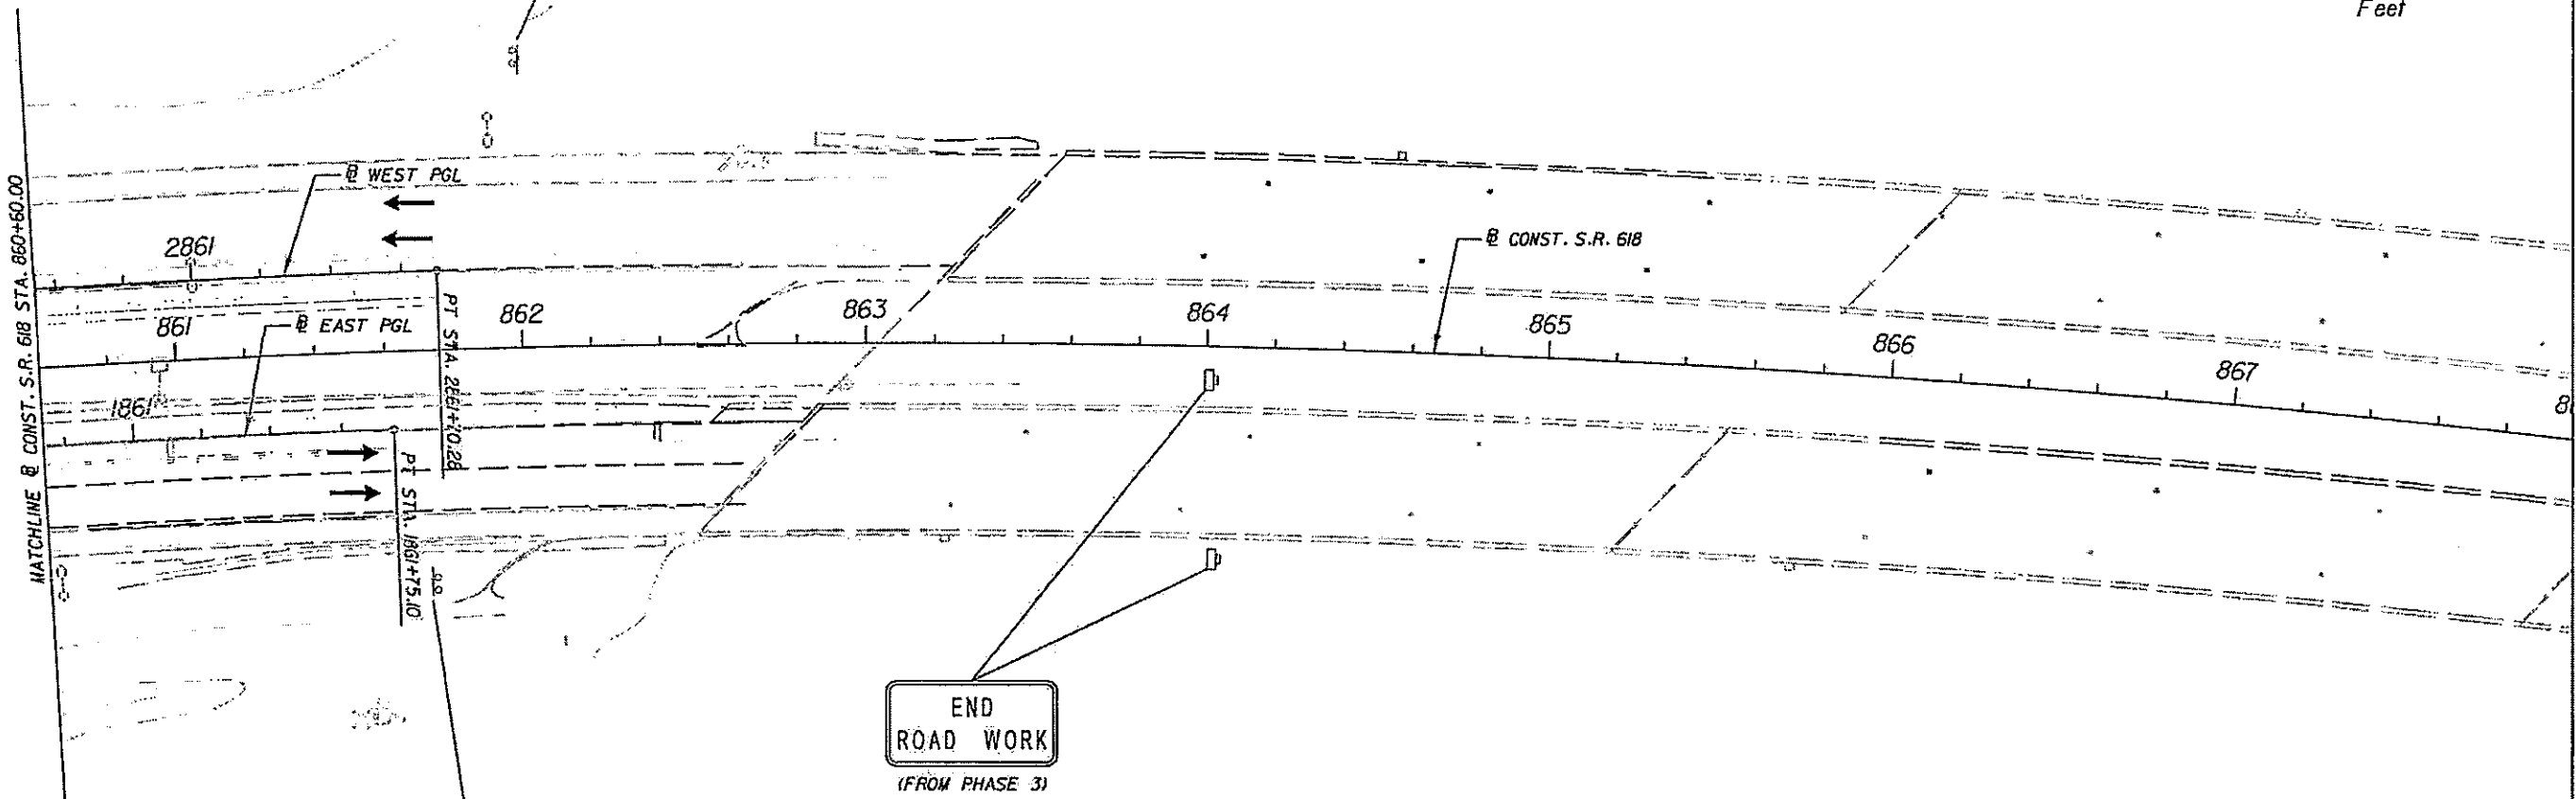 Feet
MATCHLINE ℄ CONST. S.R. 618 STA. 860+60.00
WEST PGL
2861
CONST. S.R. 618
861
EAST PGL
862
863
864
865
866
867
1861
PT STA. 2861+70.28
PT STA. 1861+75.10
END
ROAD WORK
(FROM PHASE 3)